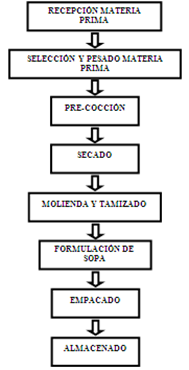 RECEPCIÓN MATERIA
PRIMA
SELECCIÓN Y PESADO MATERIA
PRIMA
PRE-COCCIÓN
SECADO
MOLIENDA Y TAMIZADO
FORMULACIÓN DE
SOPA
EMPACADO
ALMACENADO